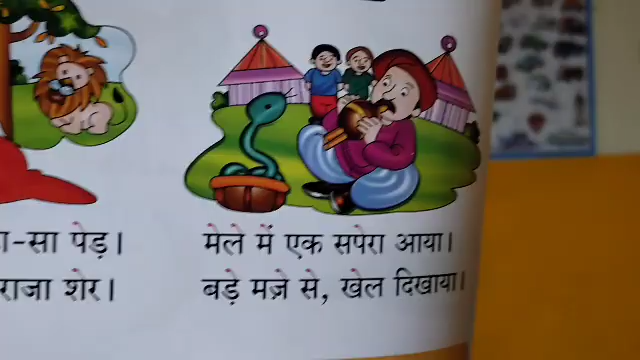 -सा पेड़।
राजा शेर।
मेले में एक सपेरा आया।
बड़े मज़े से, खेल दिखाया।